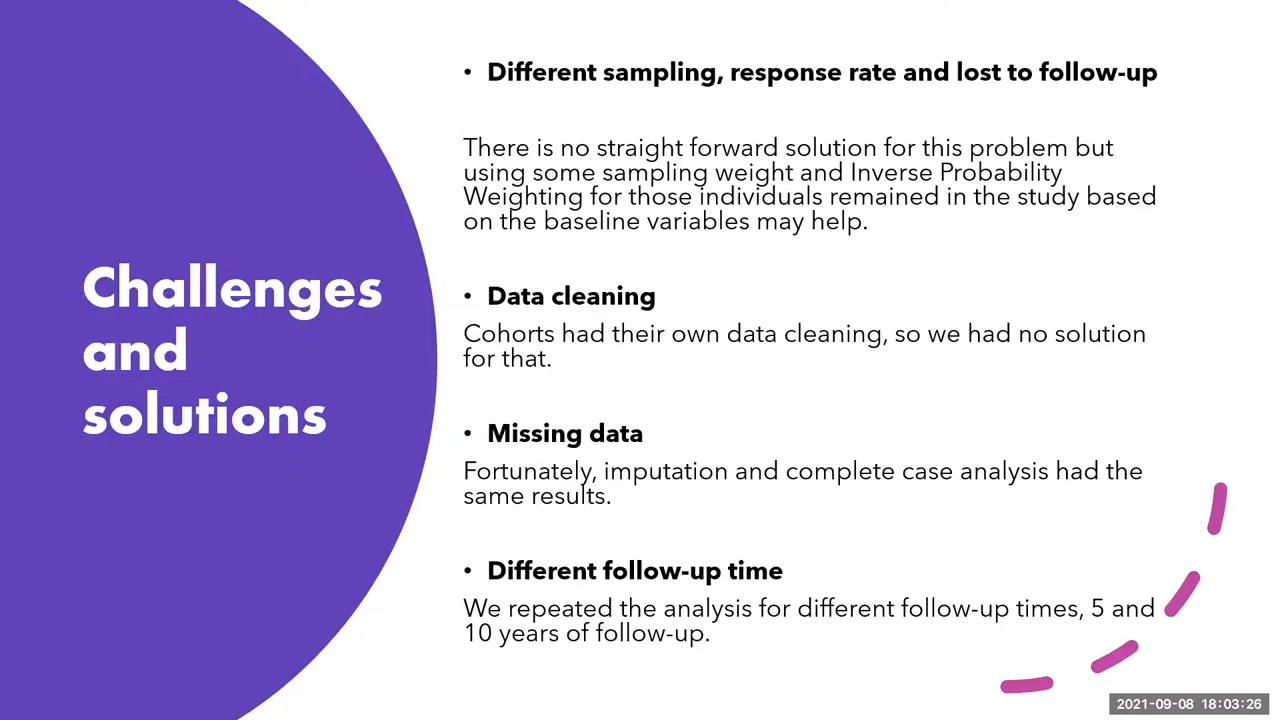 Challenges
and
solutions
• Different sampling, response rate and lost to follow-up
There is no straight forward solution for this problem but
using some sampling weight and Inverse Probability
Weighting for those individuals remained in the study based
on the baseline variables may help.
• Data cleaning
Cohorts had their own data cleaning, so we had no solution
for that.
• Missing data
Fortunately, imputation and complete case analysis had the
same results.
• Different follow-up time
We repeated the analysis for different follow-up times, 5 and
10 years of follow-up.
2021-09-08 18:03:26